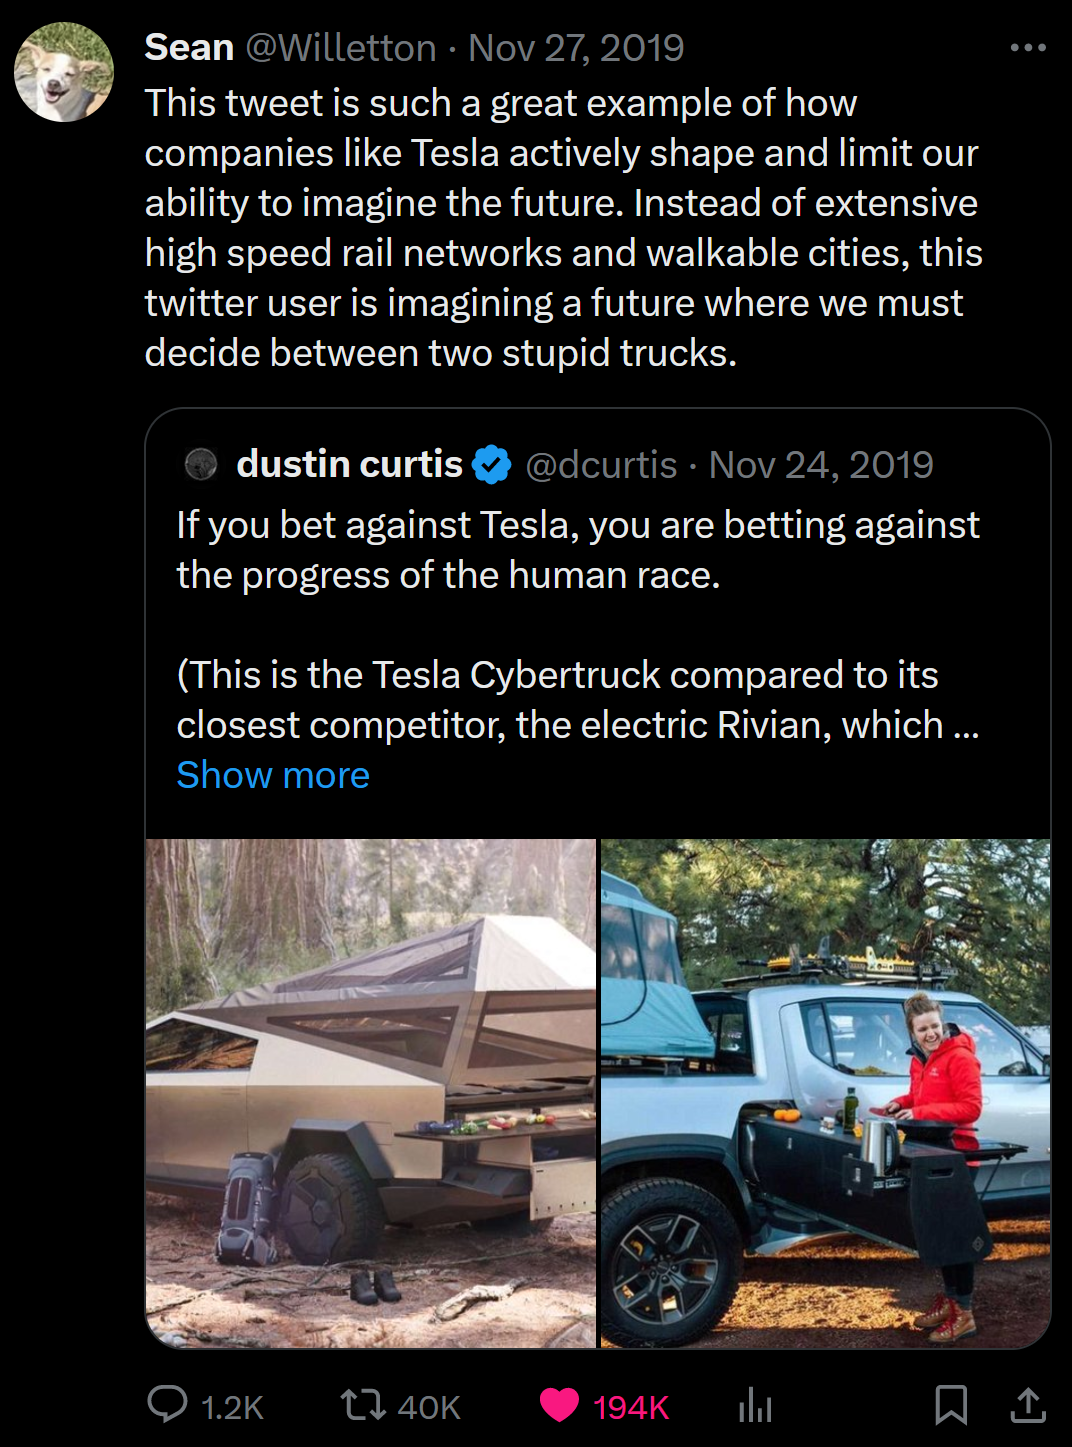 Sean @Willetton · Nov 27, 2019
This tweet is such a great example of how
companies like Tesla actively shape and limit our
ability to imagine the future. Instead of extensive
high speed rail networks and walkable cities, this
twitter user is imagining a future where we must
decide between two stupid trucks.
dustin curtis @dcurtis · Nov 24, 2019
If you bet against Tesla, you are betting against
the progress of the human race.
(This is the Tesla Cybertruck compared to its
closest competitor, the electric Rivian, which ...
Show more
1.2K 40K 194K